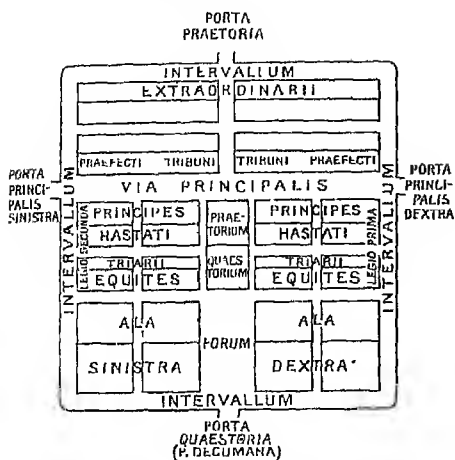 PORTA
PRAETORIA
INTERVALLUM
EXTRAORDINARII
PRAEFECTI TRIBUNI TRIBUNI PRAEFECTI
PORTA
PRINCI-
PALIS
SINISTRA
VIA PRINCIPALIS
PORTA
PRINCI-
PALIS
DEXTRA
INTERVALLUM
INTERVALLUM
LEGIO SECUNDA
PRINCIPES
HASTATI
TRIARII
EQUITES
PRAE-
TORIUM
QUAES
TORIUM
PRINCIPES
HASTATI
TRIARII
EQUITES
LEGIO PRIMA
ALA
SINISTRA
FORUM
ALA
DEXTRA
INTERVALLUM
PORTA
QUAESTORIA
(P. DECUMANA)